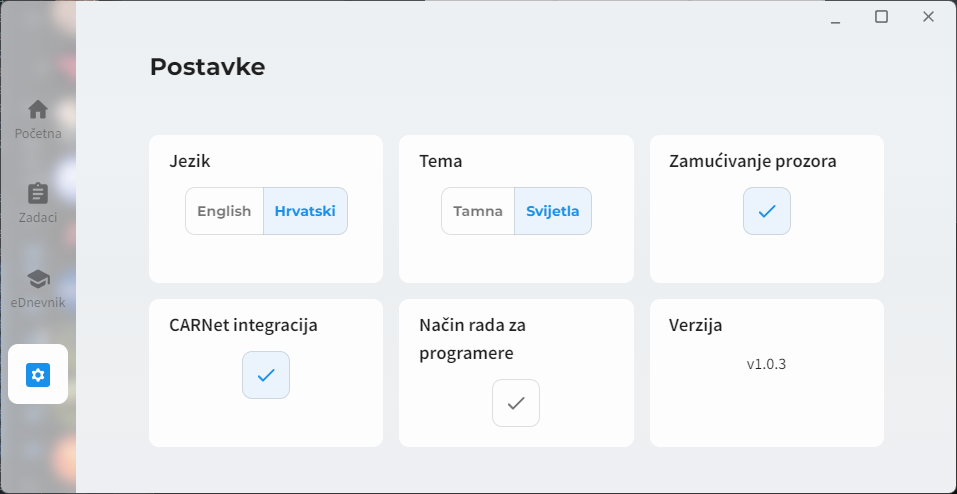 Postavke
Početna
Zadaci
eDnevnik
Jezik
English Hrvatski
Tema
Tamna Svijetla
Zamućivanje prozora
CARNet integracija
Način rada za
programere
Verzija
v1.0.3